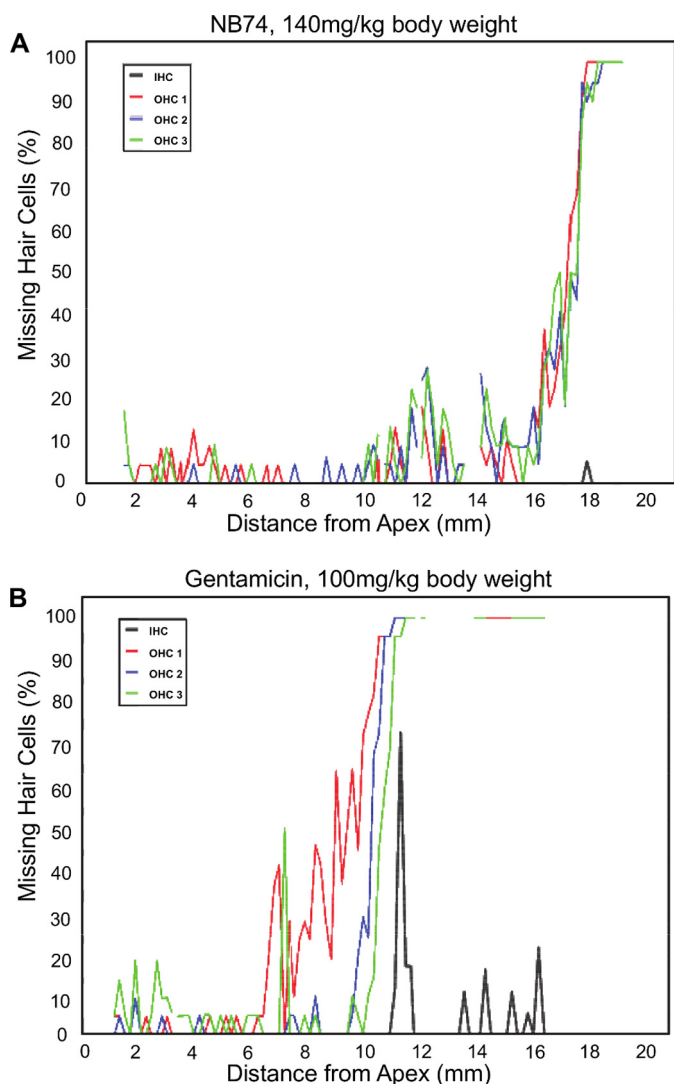 NB74, 140mg/kg body weight
A
100
90
80
70
60
50
40
30
20
10
0
Missing Hair Cells (%)
IHC
OHC 1
OHC 2
OHC 3
0 2 4 6 8 10 12 14 16 18 20
Distance from Apex (mm)
Gentamicin, 100mg/kg body weight
B
100
90
80
70
60
50
40
30
20
10
0
Missing Hair Cells (%)
IHC
OHC 1
OHC 2
OHC 3
0 2 4 6 8 10 12 14 16 18 20
Distance from Apex (mm)